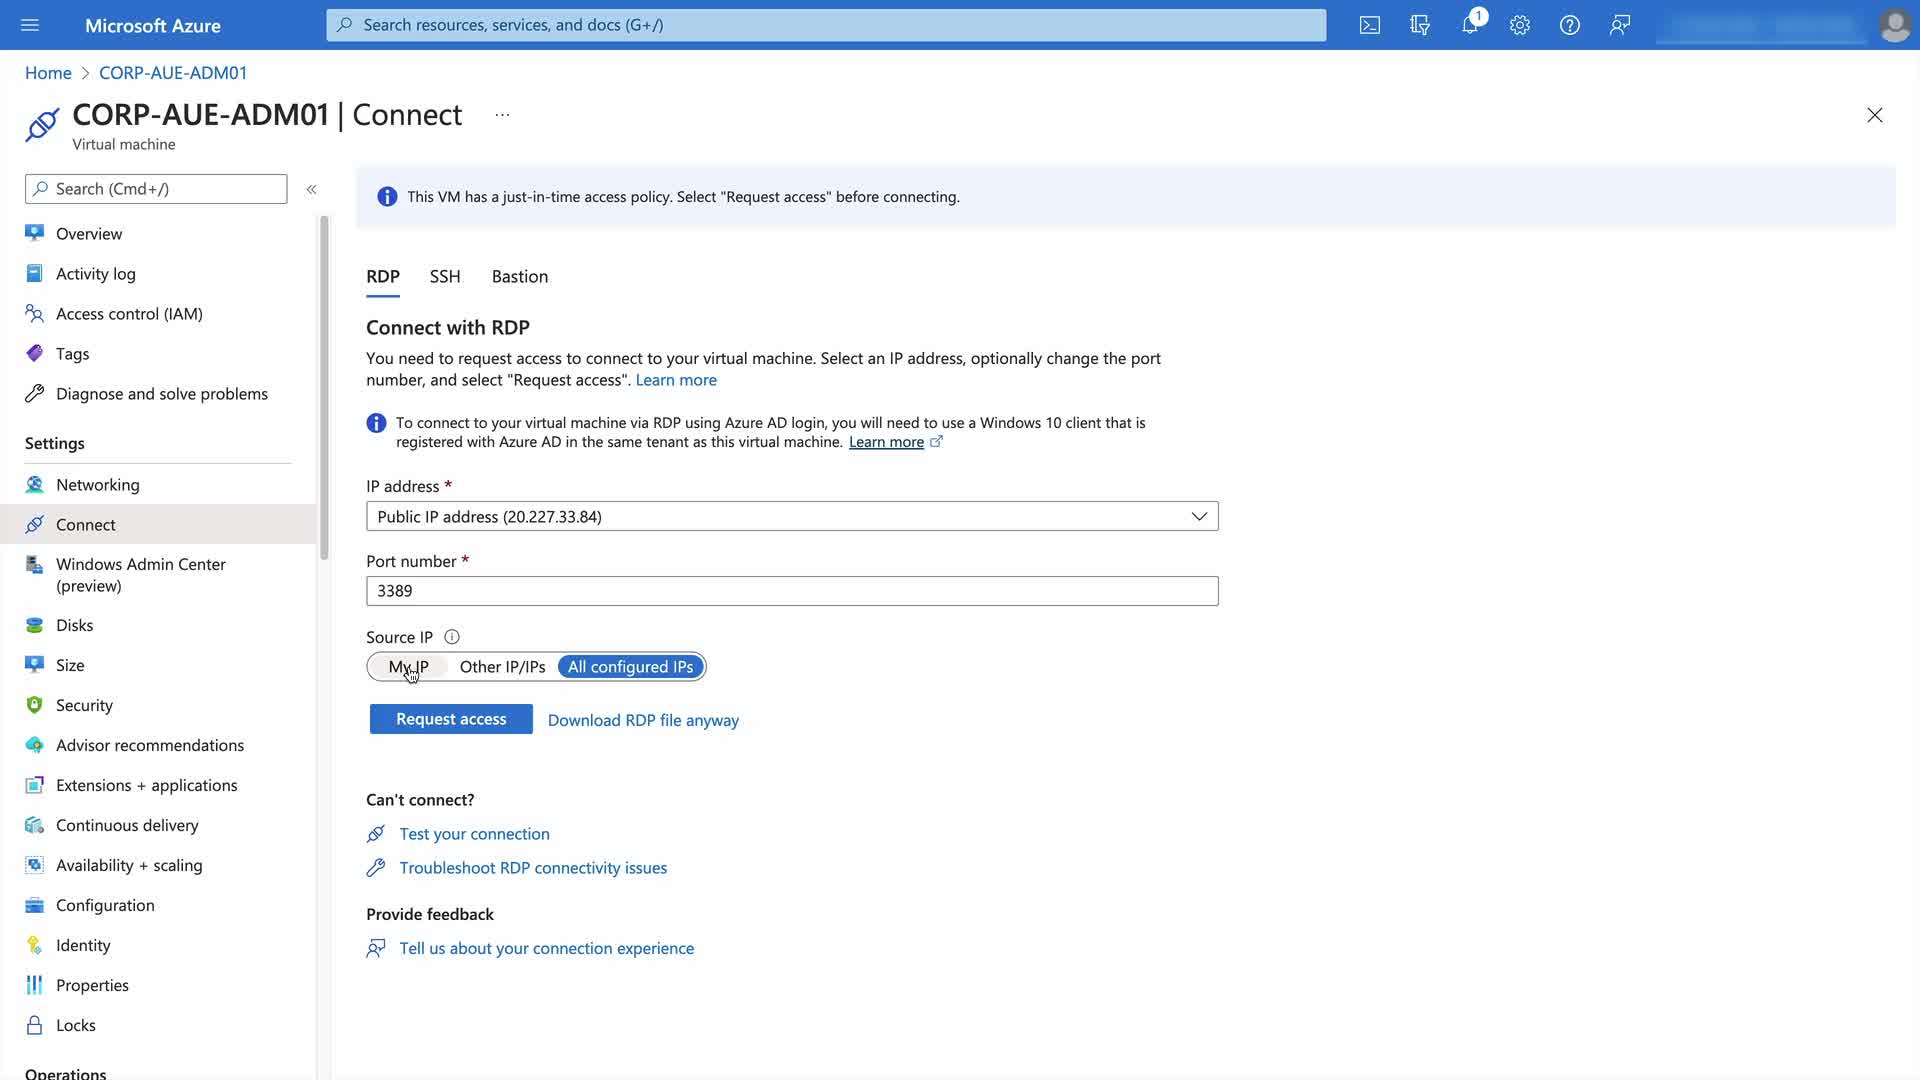 Microsoft Azure
Search resources, services, and docs (G+/)
1
Home > CORP-AUE-ADM01
CORP-AUE-ADM01 | Connect ...
Virtual machine
Search (Cmd+/)
«
Overview
Activity log
Access control (IAM)
Tags
Diagnose and solve problems
Settings
Networking
Connect
Windows Admin Center
(preview)
Disks
Size
Security
Advisor recommendations
Extensions + applications
Continuous delivery
Availability + scaling
Configuration
Identity
Properties
Locks
Operations
This VM has a just-in-time access policy. Select "Request access" before connecting.
RDP SSH Bastion
Connect with RDP
You need to request access to connect to your virtual machine. Select an IP address, optionally change the port
number, and select "Request access". Learn more
To connect to your virtual machine via RDP using Azure AD login, you will need to use a Windows 10 client that is
registered with Azure AD in the same tenant as this virtual machine. Learn more
IP address *
Public IP address (20.227.33.84)
Port number *
3389
Source IP
My IP Other IP/IPs All configured IPs
Request access Download RDP file anyway
Can't connect?
Test your connection
Troubleshoot RDP connectivity issues
Provide feedback
Tell us about your connection experience